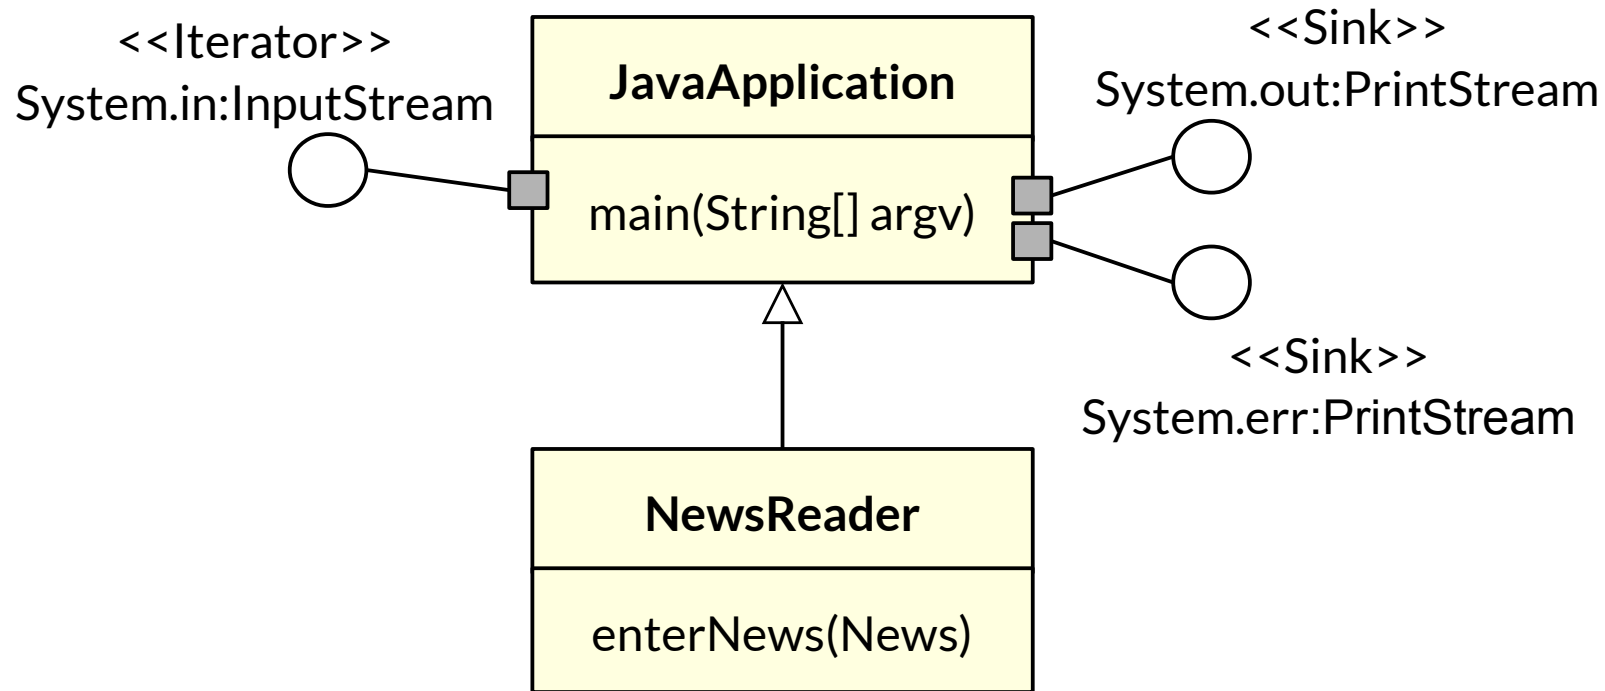 <<Iterator>>
System.in:InputStream
JavaApplication
main(String[] argv)
<<Sink>>
System.out:PrintStream
<<Sink>>
System.err:PrintStream
NewsReader
enterNews(News)